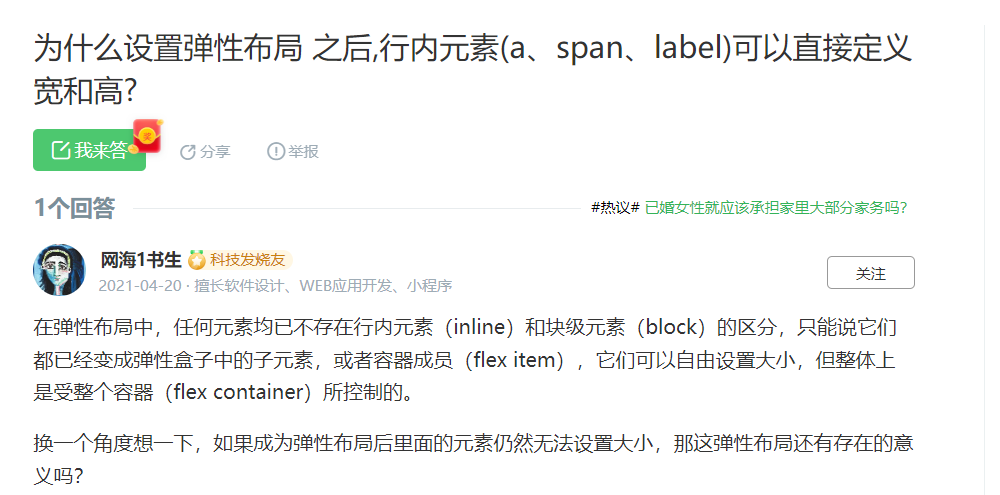 为什么设置弹性布局 之后,行内元素(a、span、label)可以直接定义
宽和高?
我来答
奖
分享
举报
1个回答
#热议# 已婚女性就应该承担家里大部分家务吗?
网海1书生 科技发烧友
2021-04-20 · 擅长软件设计、WEB应用开发、小程序
关注
在弹性布局中，任何元素均已不存在行内元素（inline）和块级元素（block）的区分，只能说它们
都已经变成弹性盒子中的子元素，或者容器成员（flex item），它们可以自由设置大小，但整体上
是受整个容器（flex container）所控制的。
换一个角度想一下，如果成为弹性布局后里面的元素仍然无法设置大小，那这弹性布局还有存在的意
义吗?